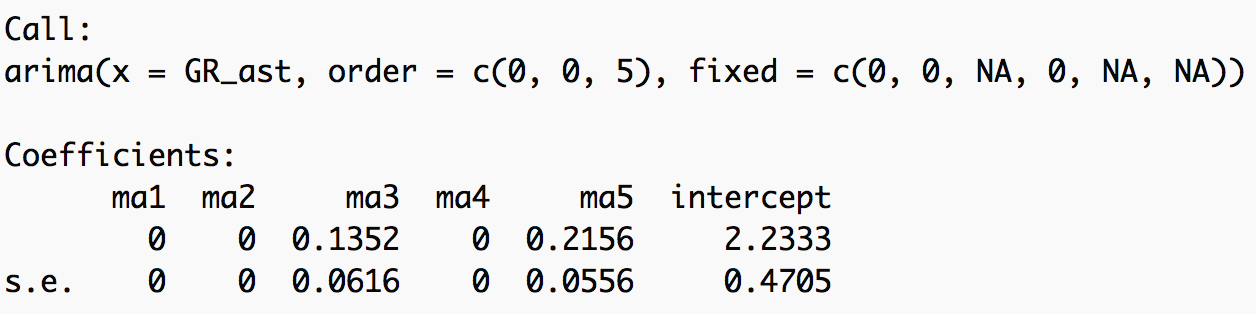 Call:
arima(x = GR_ast, order = c(0, 0, 5), fixed = c(0, 0, NA, 0, NA, NA))
Coefficients:
ma1 ma2 ma3 ma4 ma5 intercept
0 0 0.1352 0 0.2156 2.2333
s.e. 0 0 0.0616 0 0.0556 0.4705